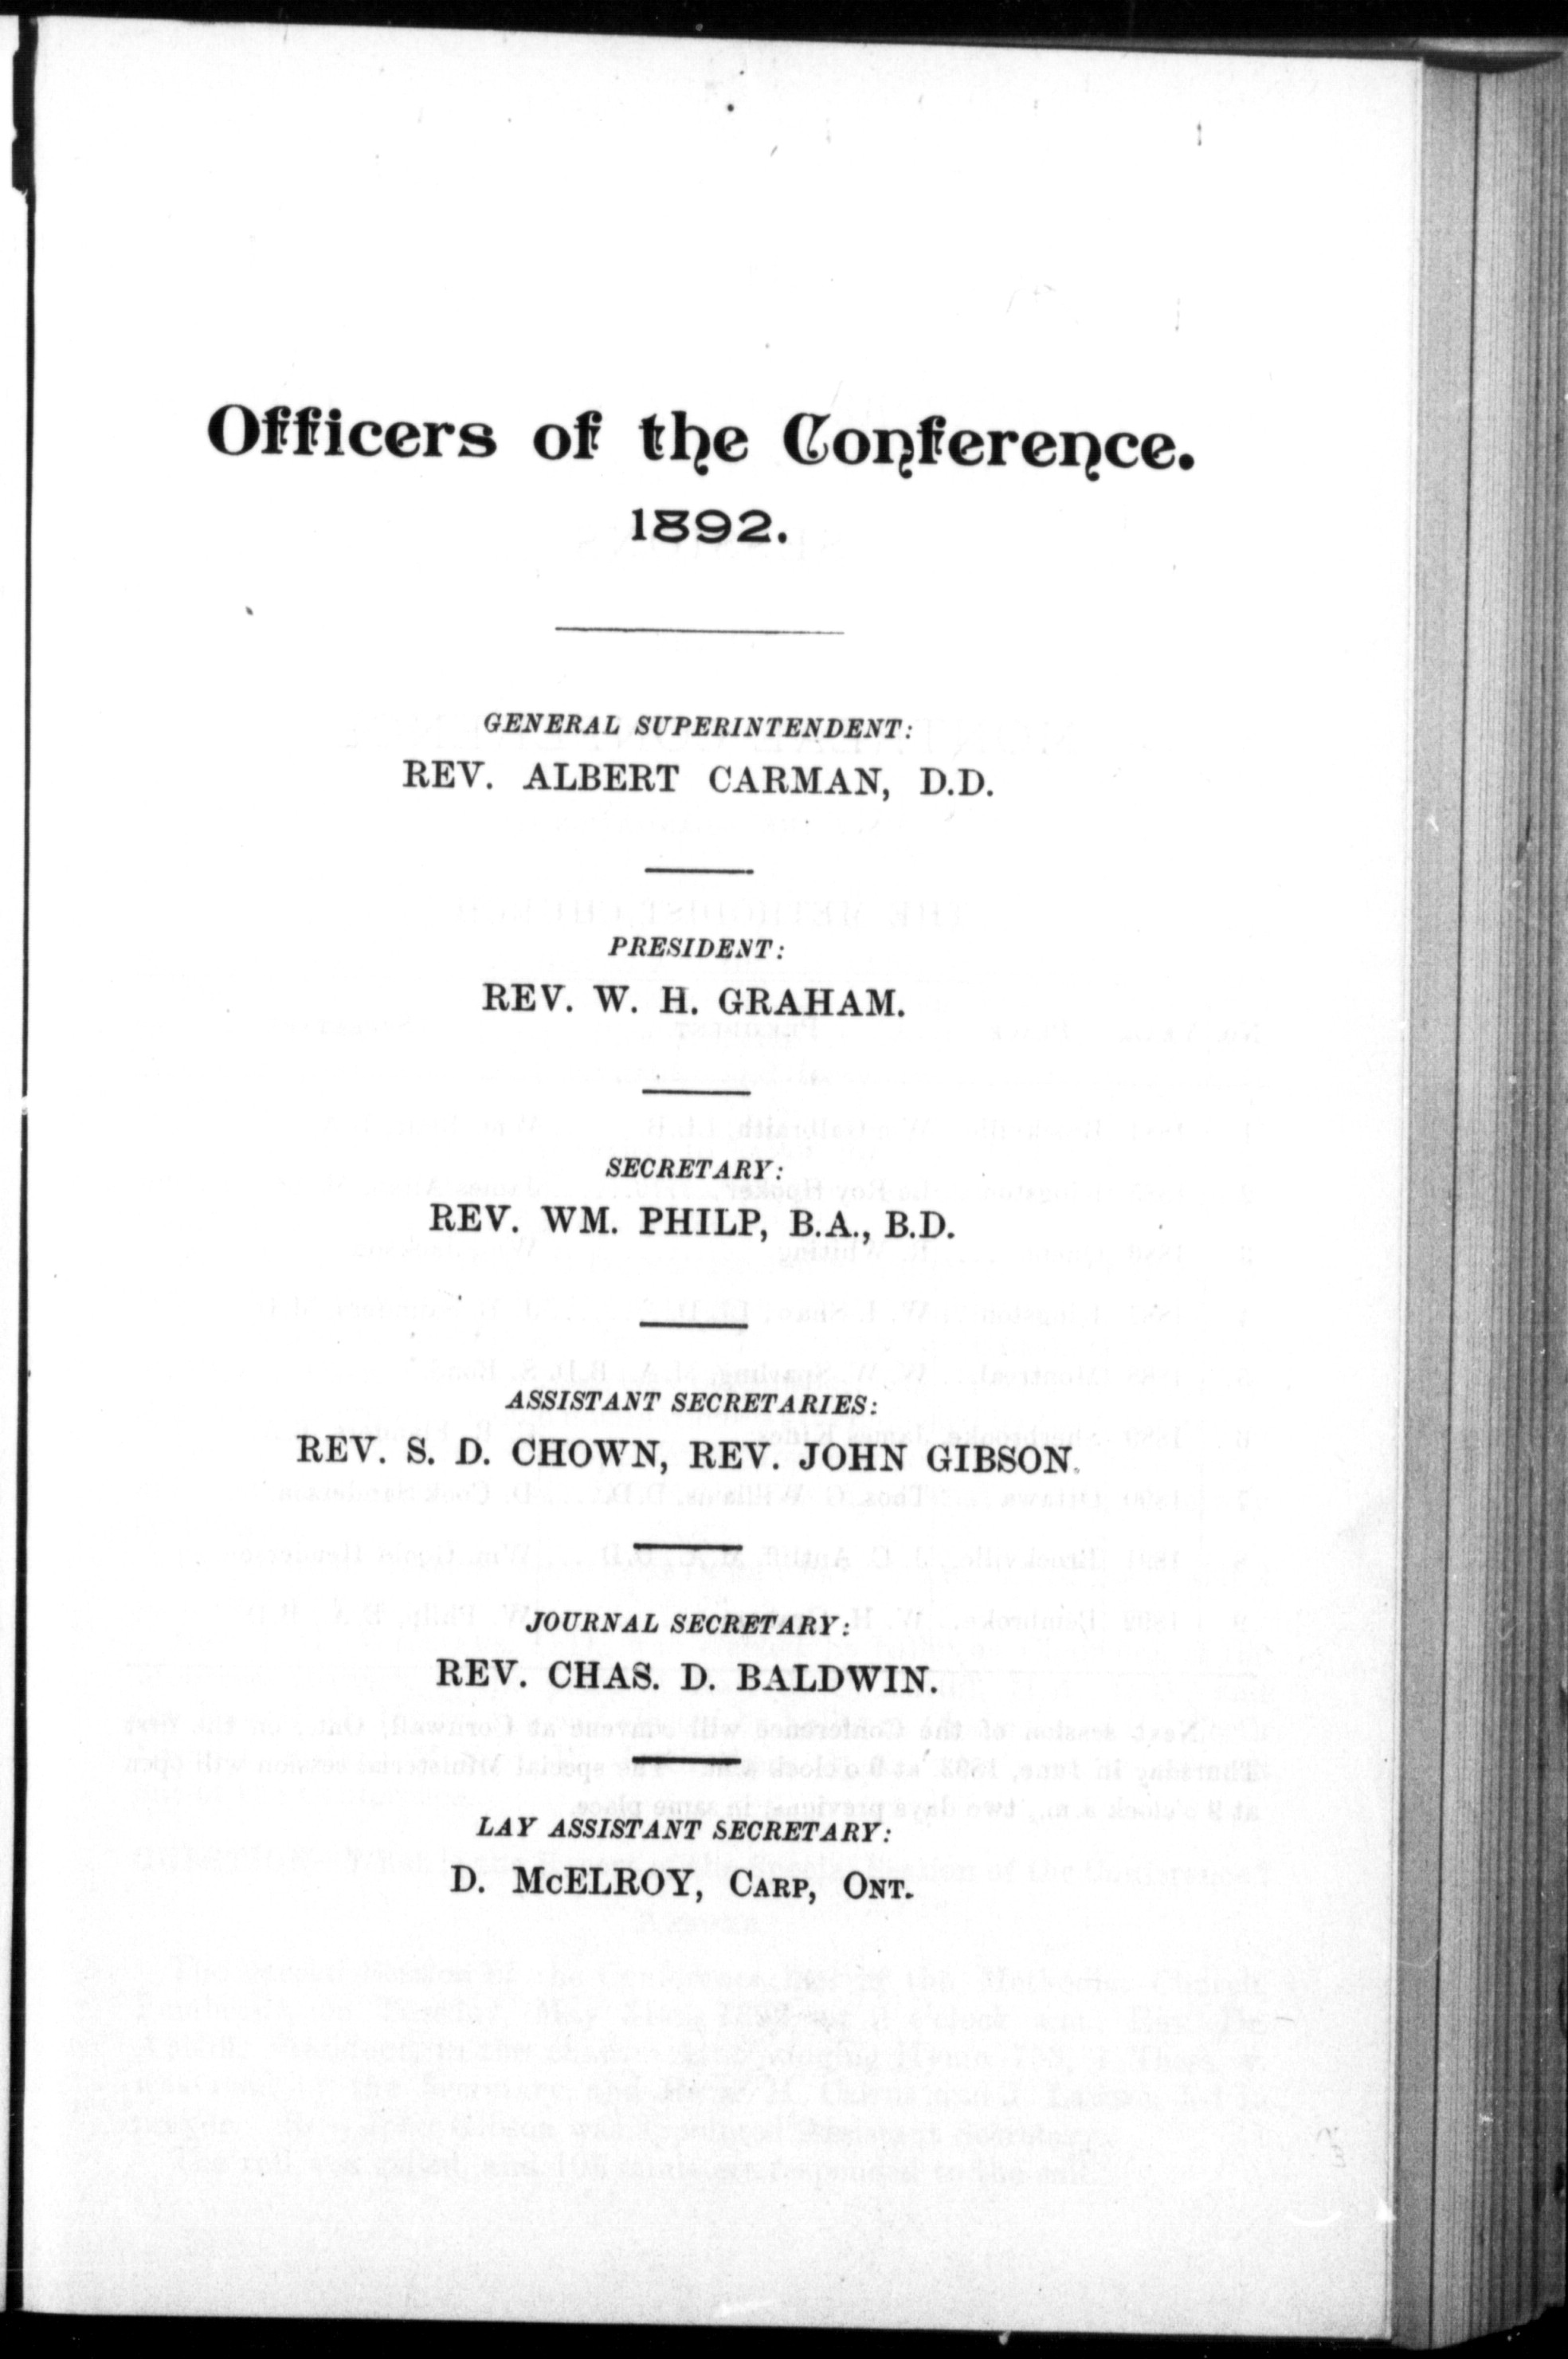 Officers of the Conference.
1892.
GENERAL SUPERINTENDENT:
REV. ALBERT CARMAN, D.D.
PRESIDENT:
REV. W. H. GRAHAM.
SECRETARY:
REV. WM. PHILP, B.A., B.D.
ASSISTANT SECRETARIES:
REV. S. D. CHOWN, REV. JOHN GIBSON.
JOURNAL SECRETARY:
REV. CHAS. D. BALDWIN.
LAY ASSISTANT SECRETARY:
D. McELROY, CARP, ONT.